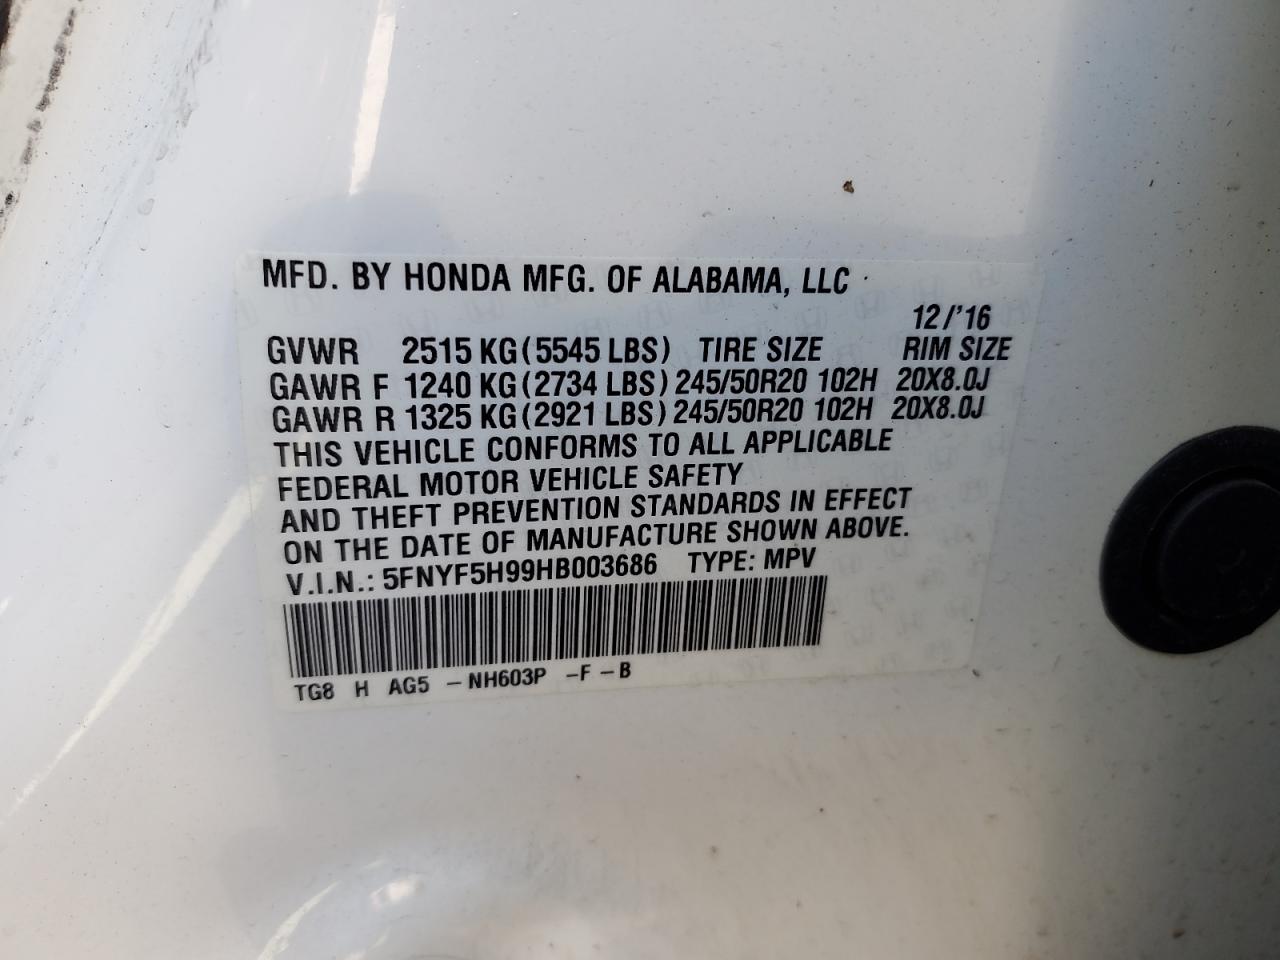 MFD. BY HONDA MFG. OF ALABAMA, LLC
12/'16
GVWR 2515 KG (5545 LBS) TIRE SIZE RIM SIZE
GAWR F 1240 KG (2734 LBS) 245/50R20 102H 20X8.0J
GAWR R 1325 KG (2921 LBS) 245/50R20 102H 20X8.0J
THIS VEHICLE CONFORMS TO ALL APPLICABLE
FEDERAL MOTOR VEHICLE SAFETY
AND THEFT PREVENTION STANDARDS IN EFFECT
ON THE DATE OF MANUFACTURE SHOWN ABOVE.
V.I.N.: 5FNYF5H99HB003686 TYPE: MPV
TG8 H AG5 -NH603P -F -B